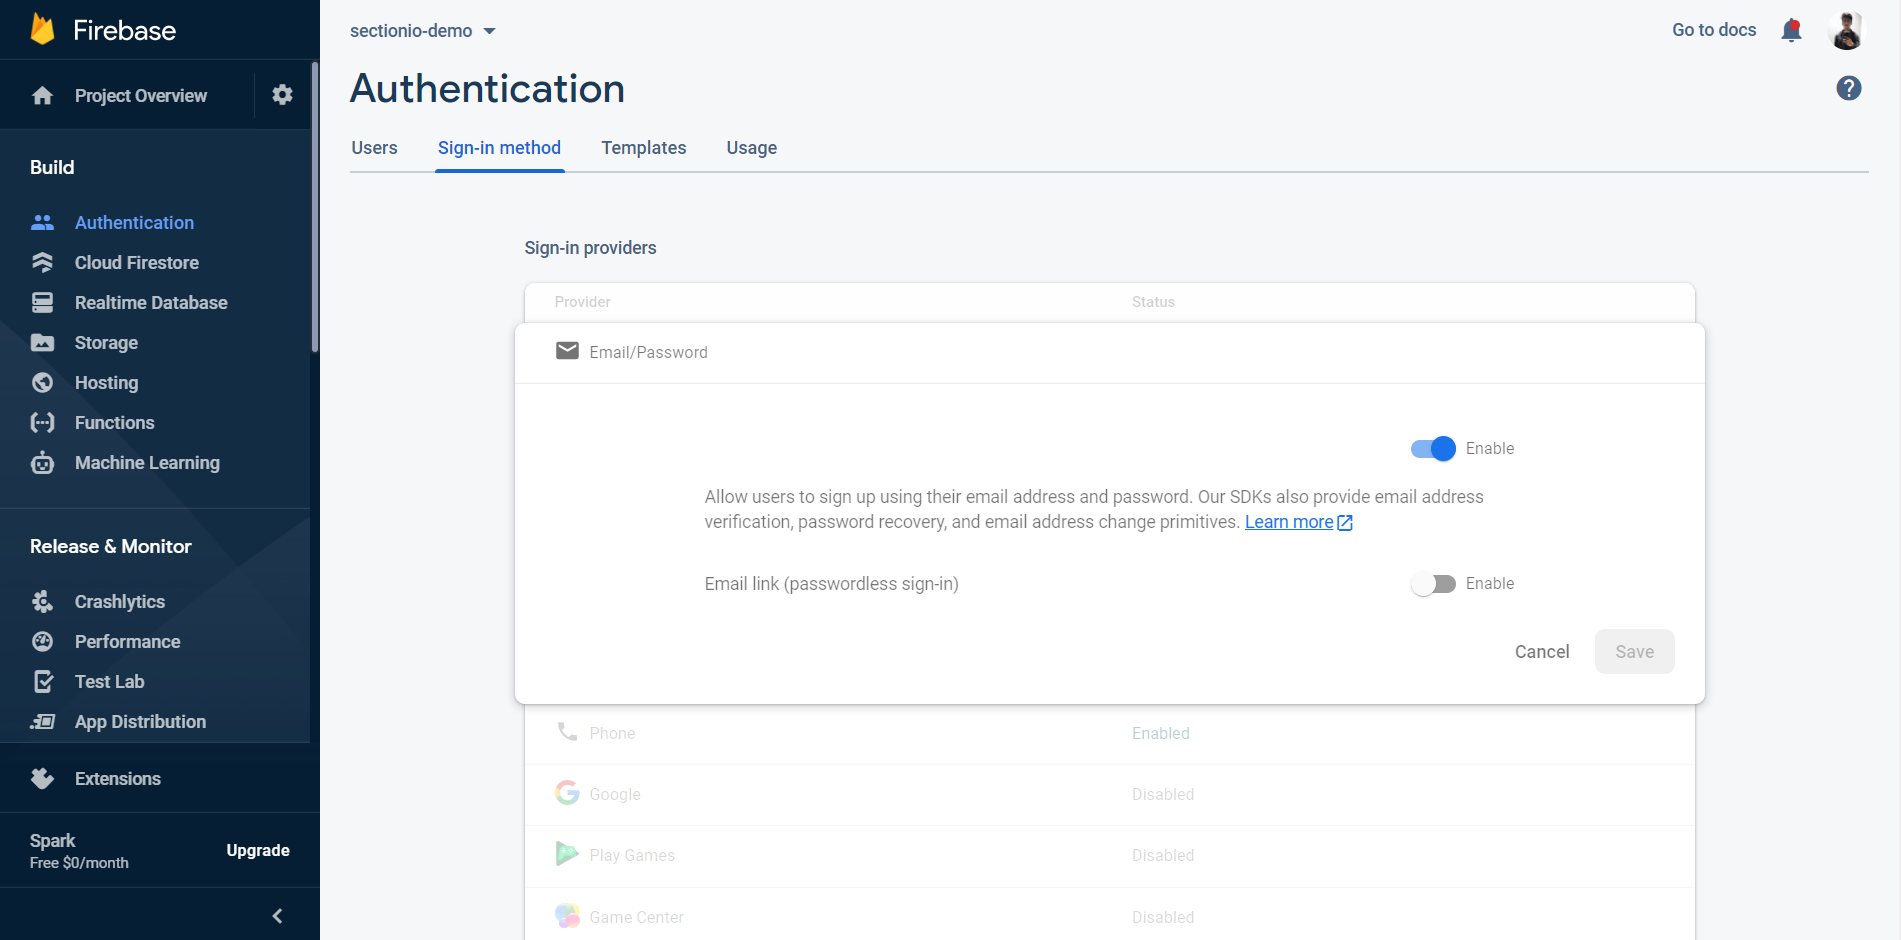 Firebase
Project Overview
Build
Authentication
Cloud Firestore
Realtime Database
Storage
Hosting
Functions
Machine Learning
Release & Monitor
Crashlytics
Performance
Test Lab
App Distribution
Extensions
Spark
Free $0/month
Upgrade
sectionio-demo
Go to docs
Authentication
Users Sign-in method Templates Usage
Sign-in providers
Provider Status
Email/Password
Enable
Allow users to sign up using their email address and password. Our SDKs also provide email address
verification, password recovery, and email address change primitives. Learn more
Email link (passwordless sign-in) Enable
Cancel Save
Phone Enabled
Google Disabled
Play Games Disabled
Game Center Disabled